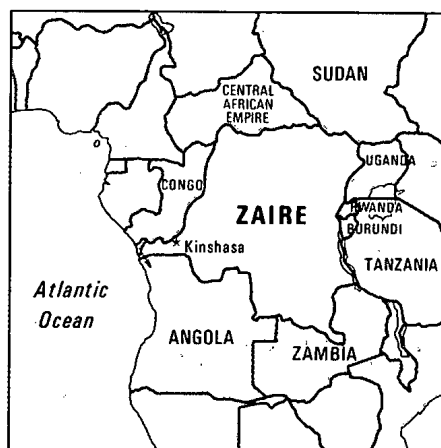 SUDAN
CENTRAL
AFRICAN
EMPIRE
UGANDA
CONGO
ZAIRE
RWANDA
BURUNDI
Kinshasa
TANZANIA
Atlantic
Ocean
ANGOLA
ZAMBIA